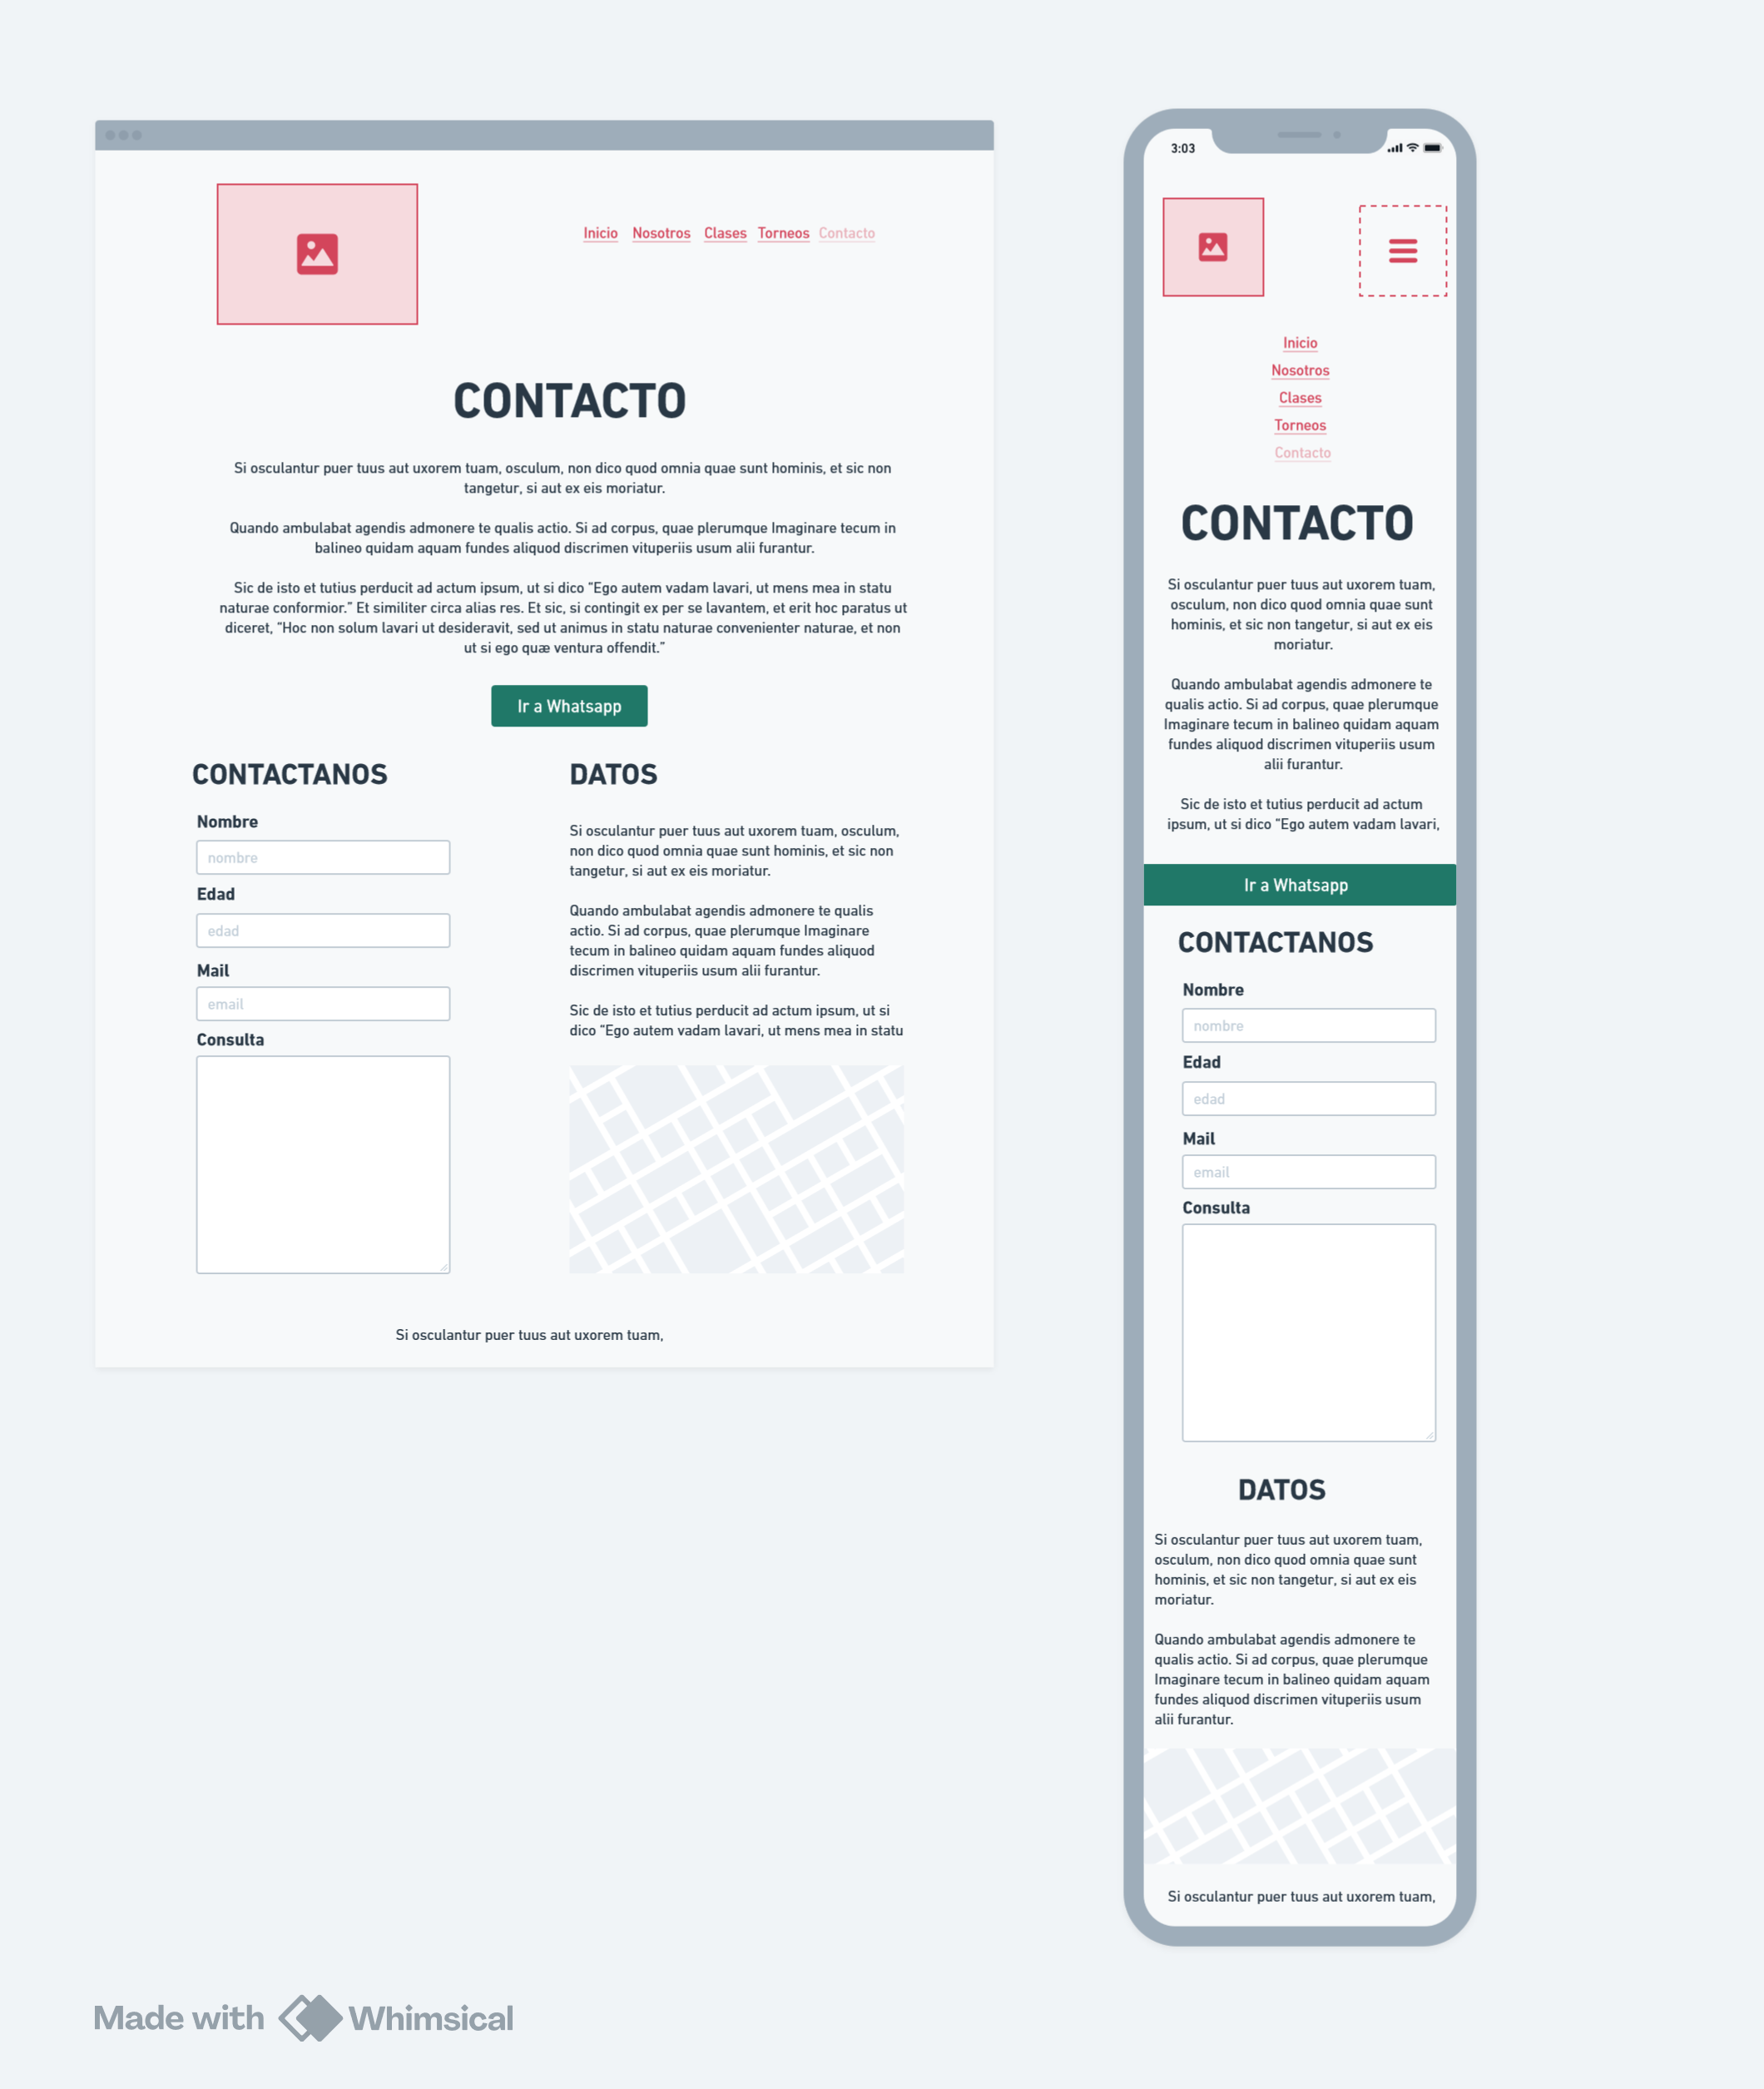 Inicio Nosotros Clases Torneos Contacto
CONTACTO
Si osculantur puer tuus aut uxorem tuam, osculum, non dico quod omnia quae sunt hominis, et sic non
tangetur, si aut ex eis moriatur.
Quando ambulabat agendis admonere te qualis actio. Si ad corpus, quae plerumque Imaginare tecum in
balineo quidam aquam fundes aliquod discrimen vituperiis usum alii furantur.
Sic de isto et tutius perducit ad actum ipsum, ut si dico “Ego autem vadam lavari, ut mens mea in statu
naturae conformior.” Et similiter circa alias res. Et sic, si contingit ex per se lavantem, et erit hoc paratus ut
diceret, “Hoc non solum lavari ut desideravit, sed ut animus in statu naturae convenienter naturae, et non
ut si ego quæ ventura offendit.”
Ir a Whatsapp
CONTACTANOS
Nombre
nombre
Edad
edad
Mail
email
Consulta
DATOS
Si osculantur puer tuus aut uxorem tuam, osculum,
non dico quod omnia quae sunt hominis, et sic non
tangetur, si aut ex eis moriatur.
Quando ambulabat agendis admonere te qualis
actio. Si ad corpus, quae plerumque Imaginare
tecum in balineo quidam aquam fundes aliquod
discrimen vituperiis usum alii furantur.
Sic de isto et tutius perducit ad actum ipsum, ut si
dico “Ego autem vadam lavari, ut mens mea in statu
Si osculantur puer tuus aut uxorem tuam,
3:03
Inicio
Nosotros
Clases
Torneos
Contacto
CONTACTO
Si osculantur puer tuus aut uxorem tuam,
osculum, non dico quod omnia quae sunt
hominis, et sic non tangetur, si aut ex eis
moriatur.
Quando ambulabat agendis admonere te
qualis actio. Si ad corpus, quae plerumque
Imaginare tecum in balineo quidam aquam
fundes aliquod discrimen vituperiis usum
alii furantur.
Sic de isto et tutius perducit ad actum
ipsum, ut si dico “Ego autem vadam lavari,
Ir a Whatsapp
CONTACTANOS
Nombre
nombre
Edad
edad
Mail
email
Consulta
DATOS
Si osculantur puer tuus aut uxorem tuam,
osculum, non dico quod omnia quae sunt
hominis, et sic non tangetur, si aut ex eis
moriatur.
Quando ambulabat agendis admonere te
qualis actio. Si ad corpus, quae plerumque
Imaginare tecum in balineo quidam aquam
fundes aliquod discrimen vituperiis usum
alii furantur.
Si osculantur puer tuus aut uxorem tuam,
Made with Whimsical